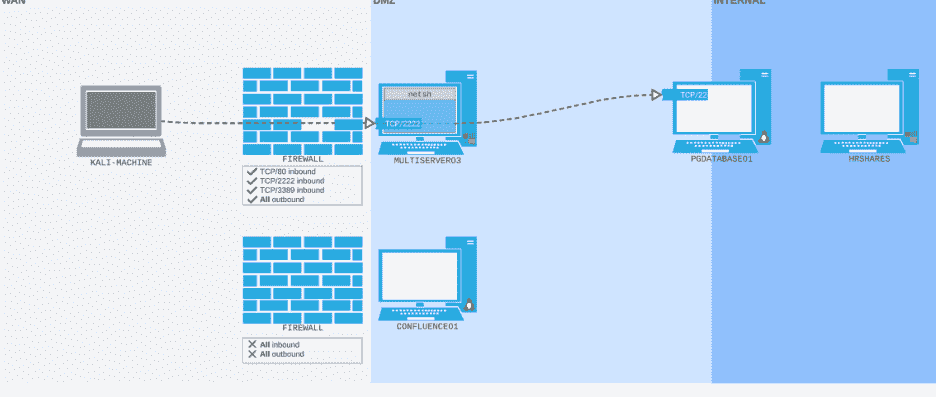 WAN
DMZ
INTERNAL
netsh
TCP/2222
TCP/22
KALI-MACHINE
FIREWALL
MULTISERVER03
PGDATABASE01
HRSHARES
TCP/80 inbound
TCP/2222 inbound
TCP/3389 inbound
All outbound
FIREWALL
CONFLUENCE01
All inbound
All outbound